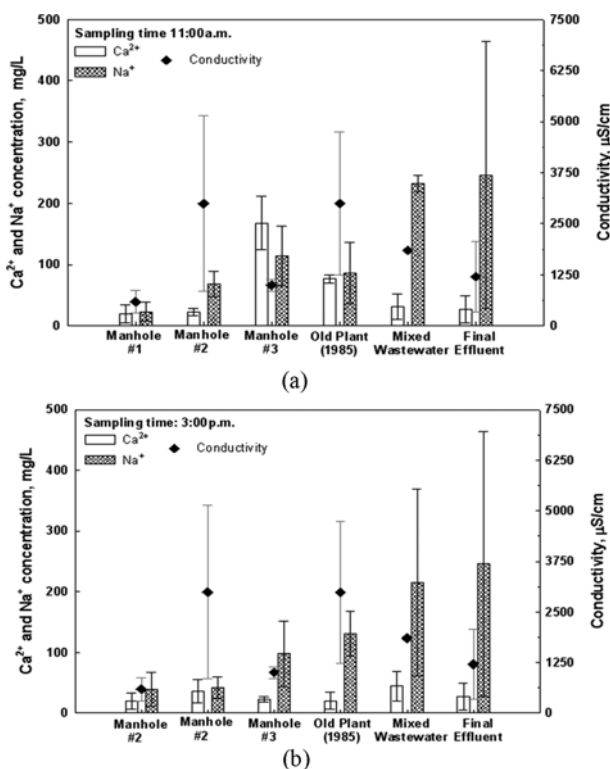 Sampling time 11:00a.m.
Ca2+
Na+
Conductivity
Ca2+ and Na+ concentration, mg/L
500
400
300
200
100
0
7500
6250
5000
3750
2500
1250
0
Conductivity, µS/cm
Manhole #1
Manhole #2
Manhole #3
Old Plant (1985)
Mixed Wastewater
Final Effluent
(a)
Sampling time: 3:00p.m.
Ca2+
Na+
Conductivity
Ca2+ and Na+ concentration, mg/L
500
400
300
200
100
0
7500
6250
5000
3750
2500
1250
0
Conductivity, µS/cm
Manhole #2
Manhole #2
Manhole #3
Old Plant (1985)
Mixed Wastewater
Final Effluent
(b)